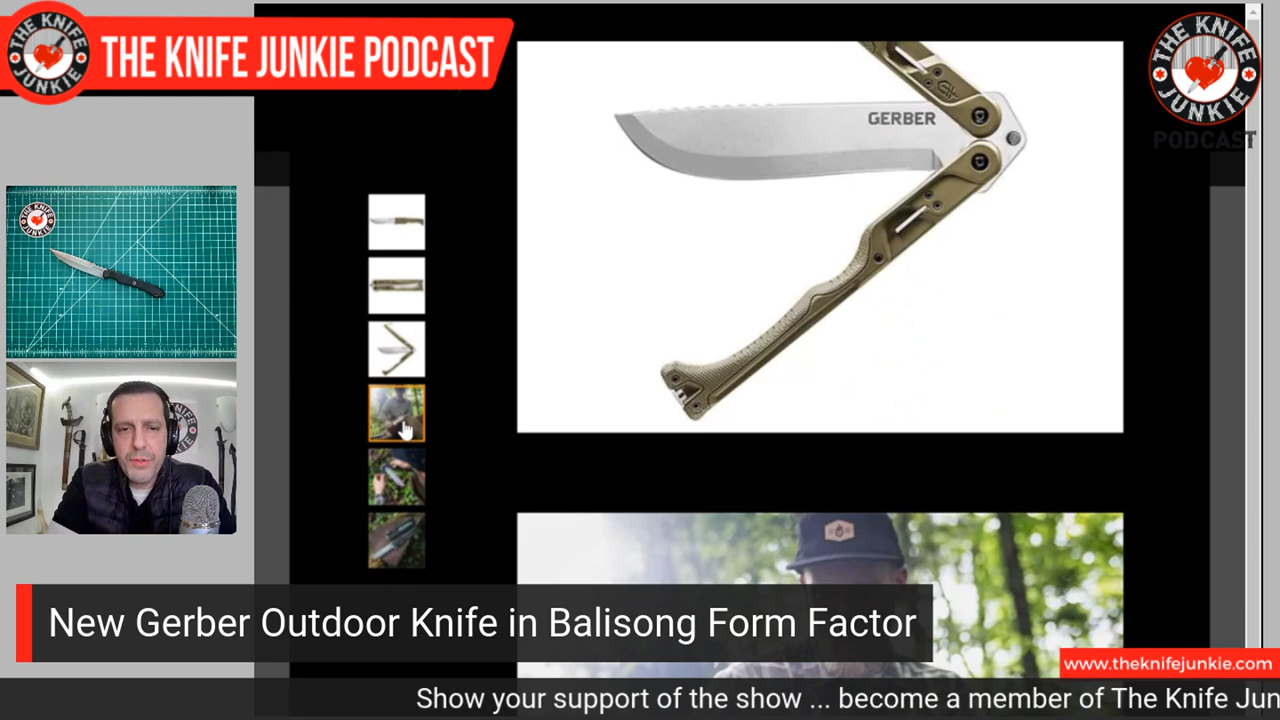 THE KNIFE JUNKIE
THE KNIFE JUNKIE PODCAST
THE KNIFE JUNKIE
PODCAST
GERBER
THE KNIFE JUNKIE
KNIFE
JUNKIE
New Gerber Outdoor Knife in Balisong Form Factor
www.theknifejunkie.com
Show your support of the show ... become a member of The Knife Jun